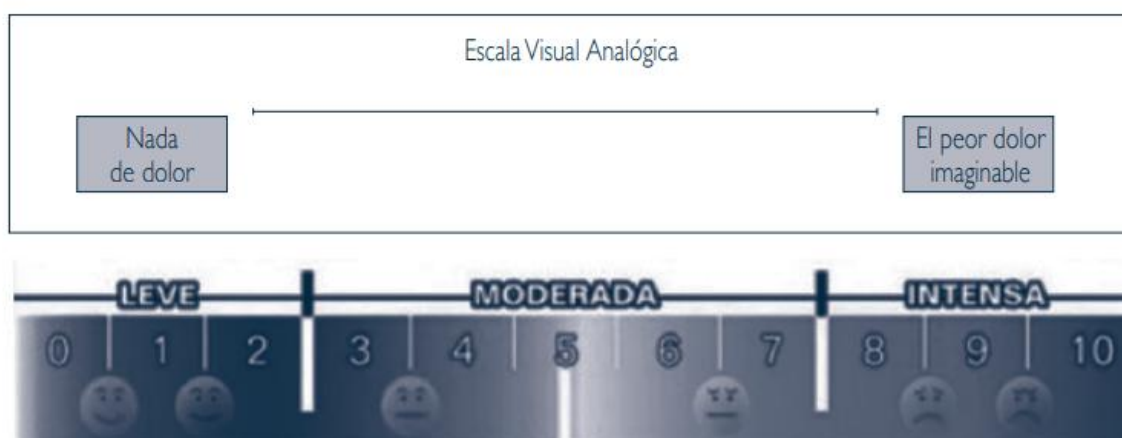 Escala Visual Analógica
Nada
de dolor
El peor dolor
imaginable
LEVE MODERADA INTENSA
0 1 2 3 4 5 6 7 8 9 10